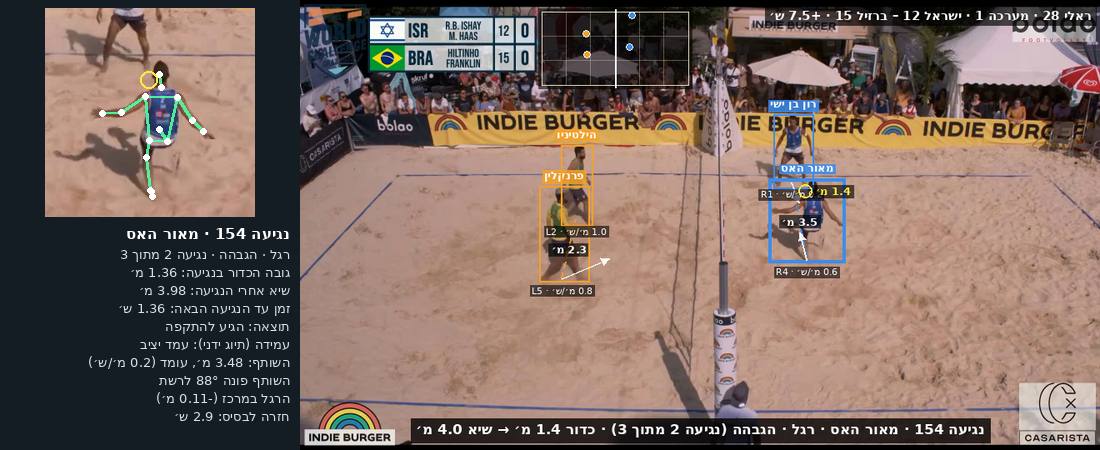 נגיעה 154 · מאור האס
רגל · הגבהה · נגיעה 2 מתוך 3
גובה הכדור בנגיעה: 1.36 מ׳
שיא אחרי הנגיעה: 3.98 מ׳
זמן עד הנגיעה הבאה: 1.36 ש׳
תוצאה: הגיע להתקפה
עמידה (תיוג ידני): עמד יציב
השותף: 3.48 מ׳, עומד (0.2 מ׳/ש׳)
השותף פונה 88° לרשת
הרגל במרכז (-0.11 מ׳)
חזרה לבסיס: 2.9 ש׳
ראלי 28 · מערכה 1 · ישראל 12 – ברזיל 15 · +7.5 ש׳
ISR R.B. ISHAY M. HAAS 12 0
BRA HILTINHO FRANKLIN 15 0
INDIE BURGER
bolao
INDIE BURGER
INDIE BURG
CASARISTA
רון בן ישי
מאור האס
הילטיניו
פרנקלין
1.4 מ׳
3.5 מ׳
2.3 מ׳
L2 · 1.0 מ׳/ש׳
L5 · 0.8 מ׳/ש׳
R4 · 0.6 מ׳/ש׳
INDIE BURGER
CASARISTA
נגיעה 154 · מאור האס · רגל · הגבהה (נגיעה 2 מתוך 3) · כדור 1.4 מ׳ → שיא 4.0 מ׳